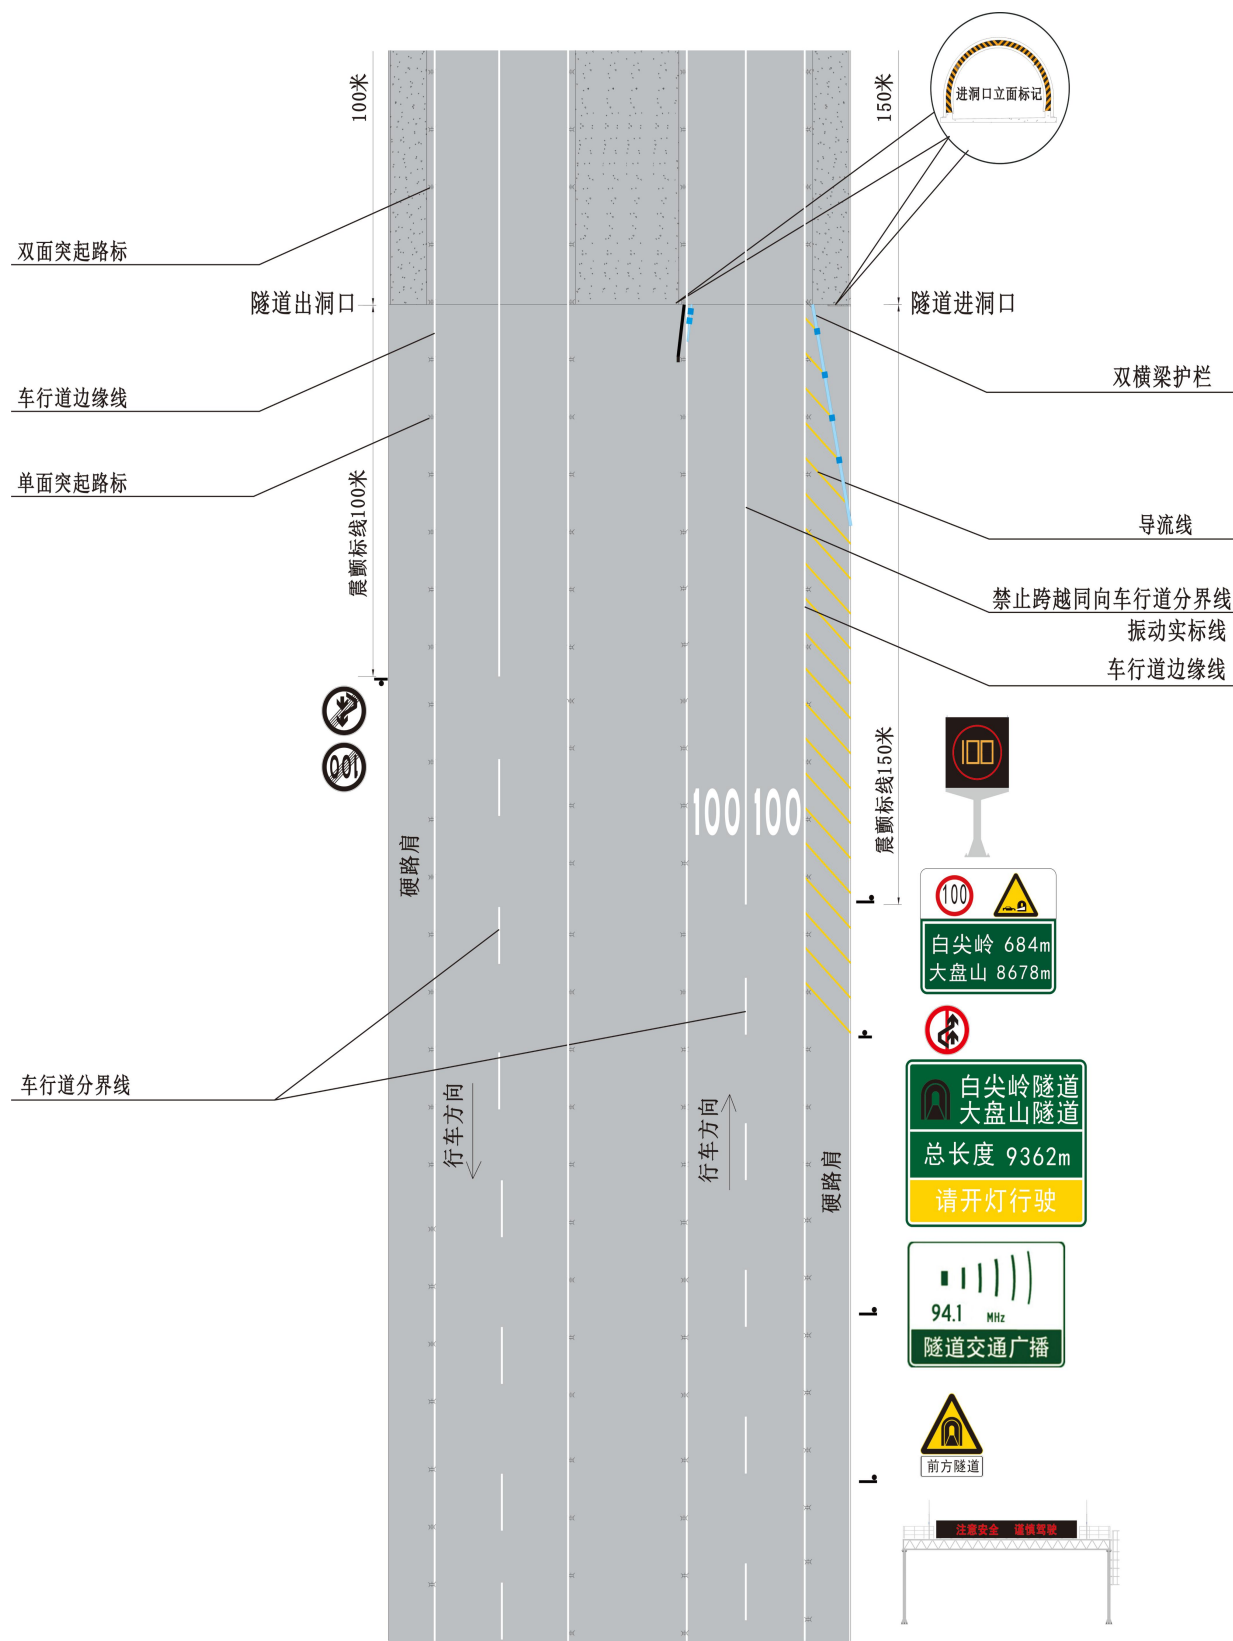 100米
150米
进洞口立面标记
双面突起路标
隧道出洞口
隧道进洞口
双横梁护栏
车行道边缘线
单面突起路标
震颤标线100米
导流线
禁止跨越同向车行道分界线
振动实标线
车行道边缘线
100
100 100
100
震颤标线150米
硬路肩
100
白尖岭 684m
大盘山 8678m
车行道分界线
行车方向
行车方向
硬路肩
白尖岭隧道
大盘山隧道
总长度 9362m
请开灯行驶
94.1 MHz
隧道交通广播
前方隧道
注意安全 谨慎驾驶